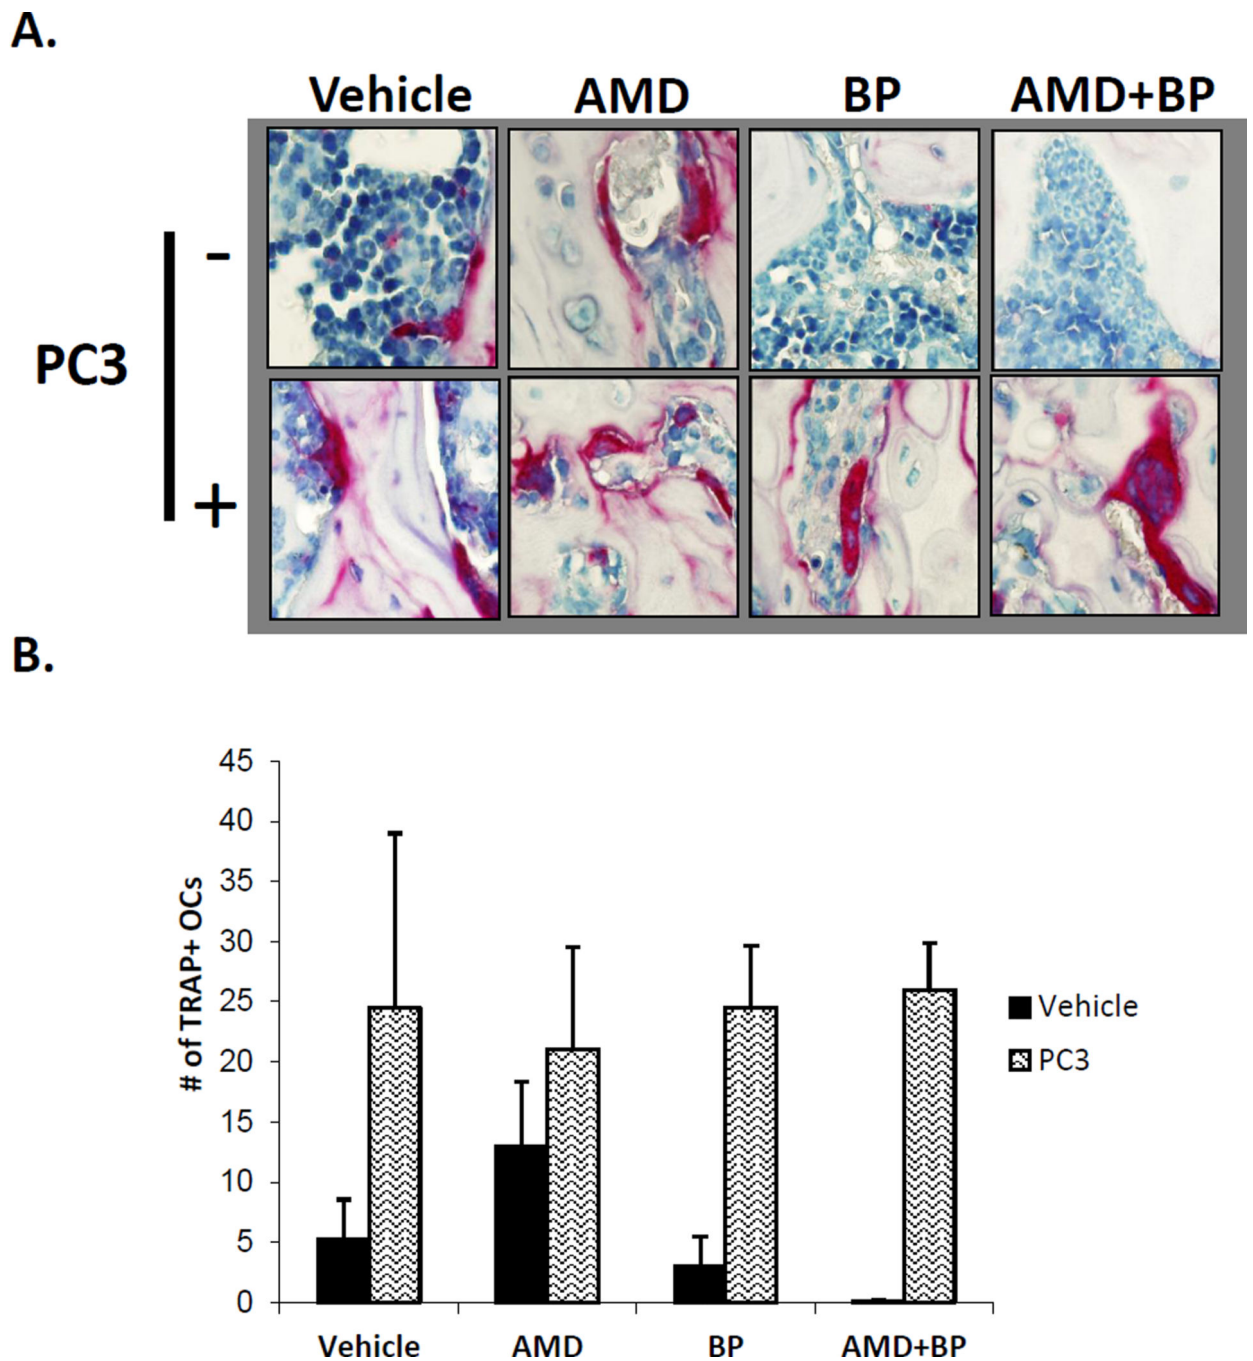 A.
Vehicle AMD BP AMD+BP
-
PC3
+
B.
45
40
35
30
25
20
15
10
5
0
# of TRAP+ OCs
Vehicle
PC3
Vehicle AMD BP AMD+BP